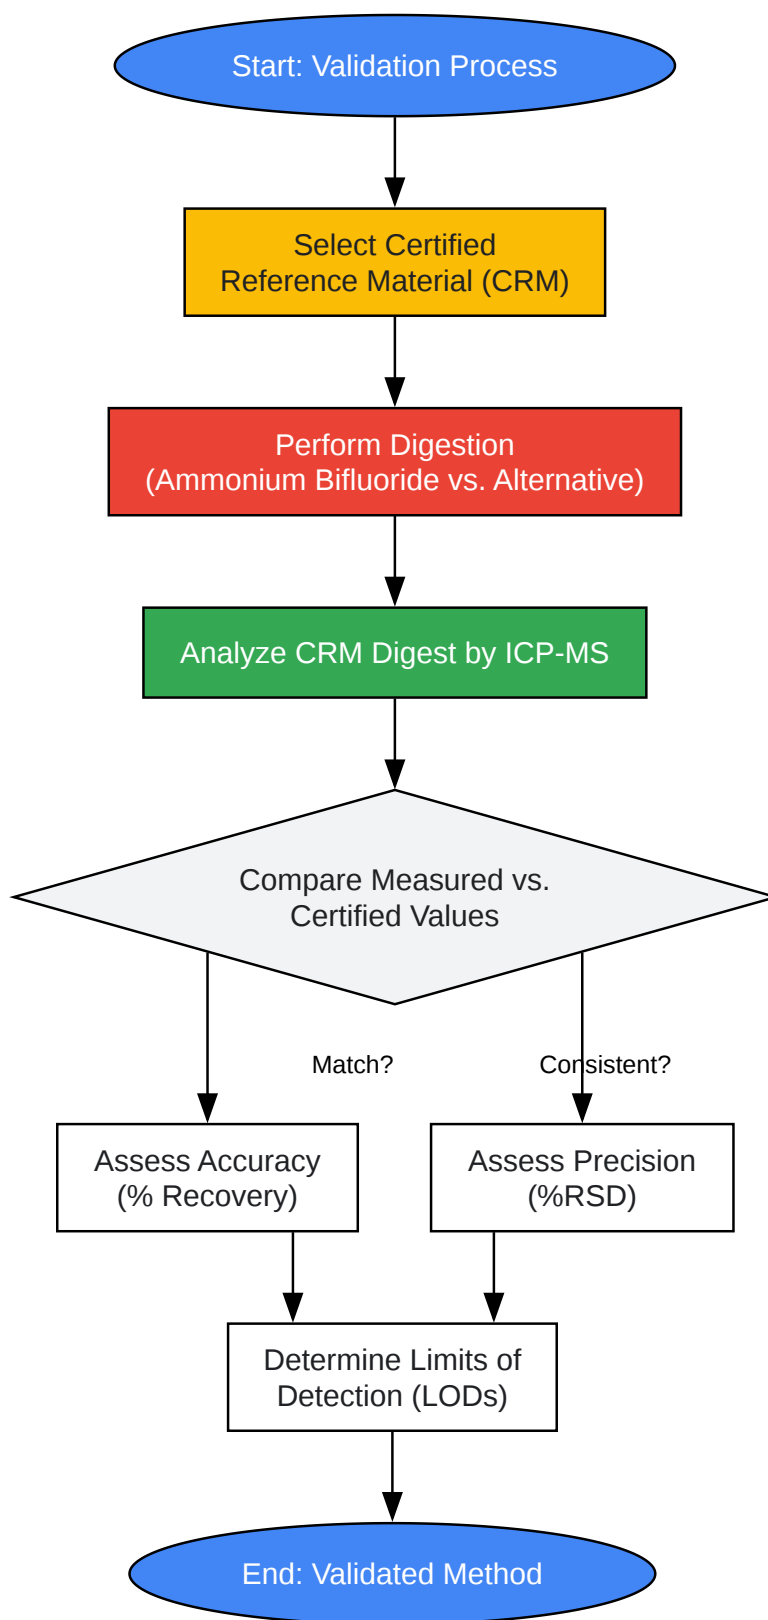 Start: Validation Process
Select Certified
Reference Material (CRM)
Perform Digestion
(Ammonium Bifluoride vs. Alternative)
Analyze CRM Digest by ICP-MS
Compare Measured vs.
Certified Values
Match?
Consistent?
Assess Accuracy
(% Recovery)
Assess Precision
(%RSD)
Determine Limits of
Detection (LODs)
End: Validated Method